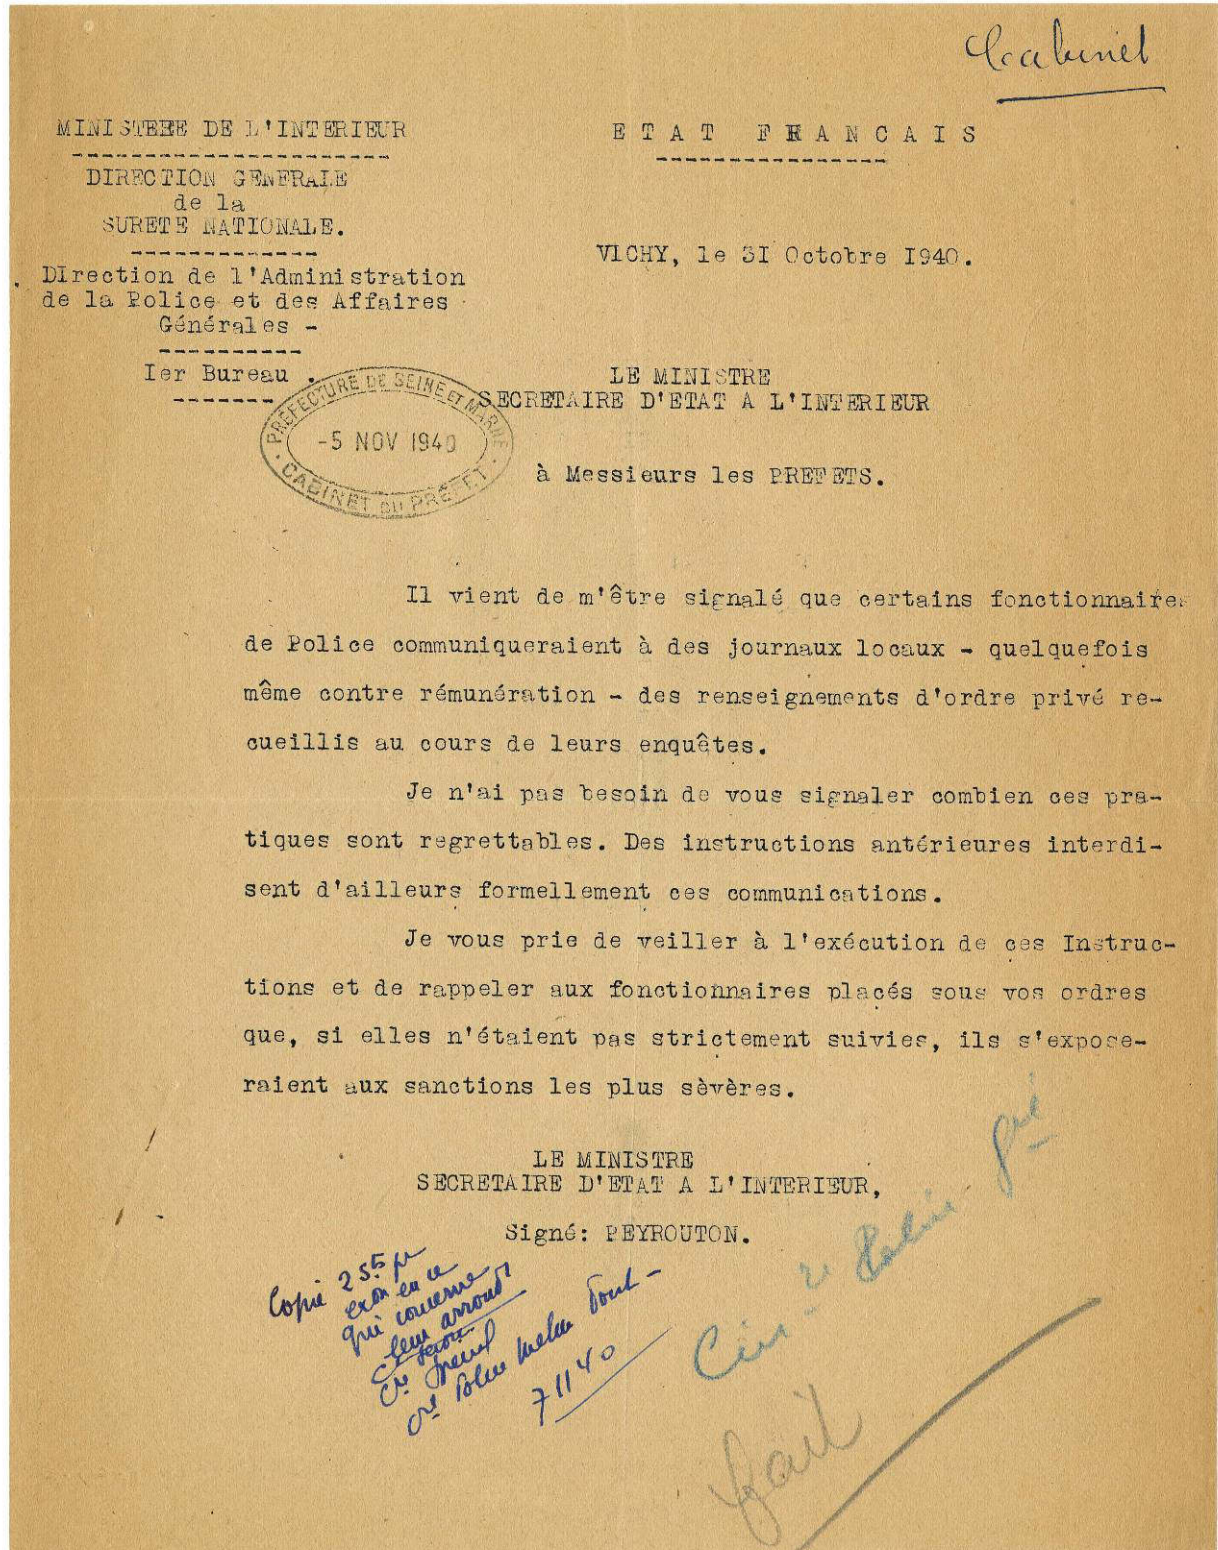 Cabinet
MINISTERE DE L'INTERIEUR
ETAT FRANCAIS
DIRECTION GENERALE
de la
SURETE NATIONALE.
VICHY, le 3I Octobre I940.
DIrection de l'Administration
de la Police et des Affaires
Générales -
Ier Bureau .
PREFECTURE DE SEINE ET MARNE
-5 NOV 1940
CABINET DU PREFET
LE MINISTRE
SECRETAIRE D'ETAT A L'INTERIEUR
à Messieurs les PREFETS.
Il vient de m'être signalé que certains fonctionnaires
de Police communiqueraient à des journaux locaux - quelquefois
même contre rémunération - des renseignements d'ordre privé re-
cueillis au cours de leurs enquêtes.
Je n'ai pas besoin de vous signaler combien ces pra-
tiques sont regrettables. Des instructions antérieures interdi-
sent d'ailleurs formellement ces communications.
Je vous prie de veiller à l'exécution de ces Instruc-
tions et de rappeler aux fonctionnaires placés sous vos ordres
que, si elles n'étaient pas strictement suivies, ils s'expose-
raient aux sanctions les plus sèvères.
LE MINISTRE
SECRETAIRE D'ETAT A L'INTERIEUR,
Signé: PEYROUTON.
Copie
en ce
qui concerne
leur arrond
71140
Fait